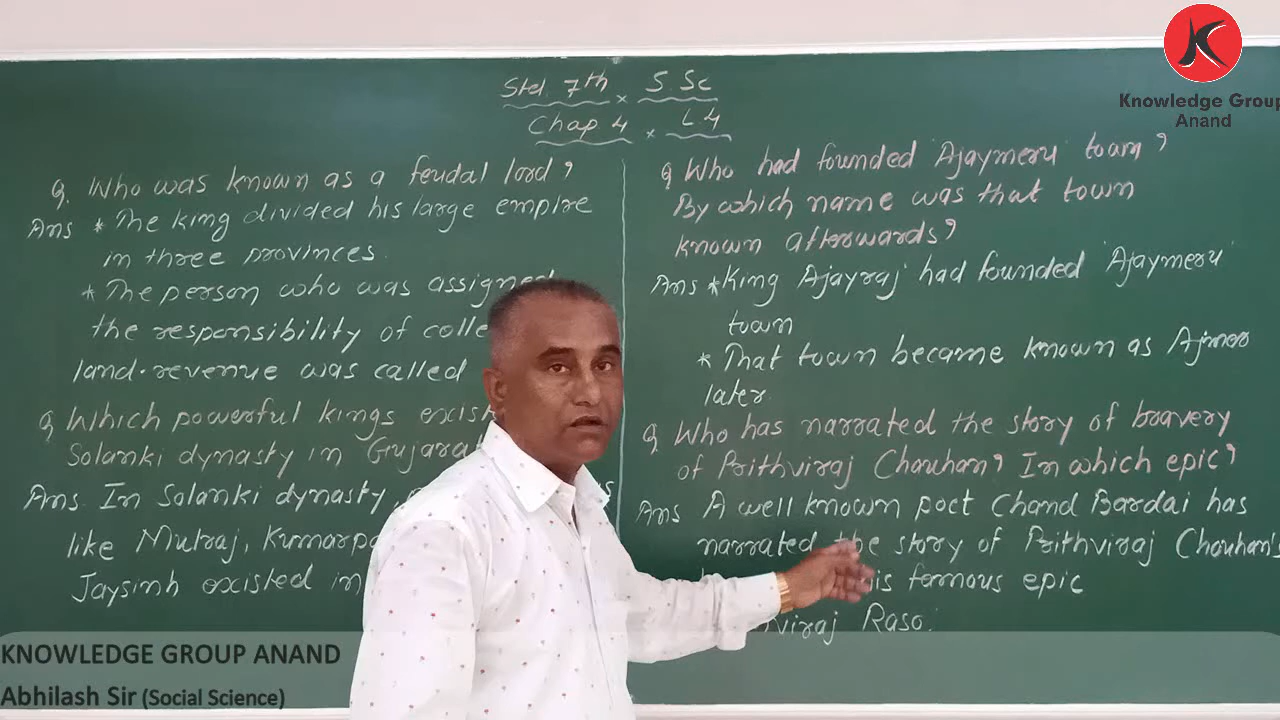 Std. 7th × S.Sc
Chap. 4 × L 4
Q. Who was known as a feudal lord?
Ans * The king divided his large empire
in three provinces.
* The person who was assigned
the responsibility of colle
land-revenue was called
Q Which powerful kings exist
Solanki dynasty in Gujarat
Ans. In Solanki dynasty,
like Mulraj, Kumarpa
Jaysinh existed in
Q Who had founded 'Ajaymeru' town?
By which name was that town
known afterwards?
Ans * King Ajayraj had founded 'Ajaymeru'
town
* That town became known as Ajmer
later
Q Who has narrated the story of bravery
of Prithviraj Chauhan? In which epic?
Ans A well known poet Chand Bardai has
narrated the story of Prithviraj Chauhan's
his famous epic
viraj Raso.
K
Knowledge Group
Anand
KNOWLEDGE GROUP ANAND
Abhilash Sir (Social Science)